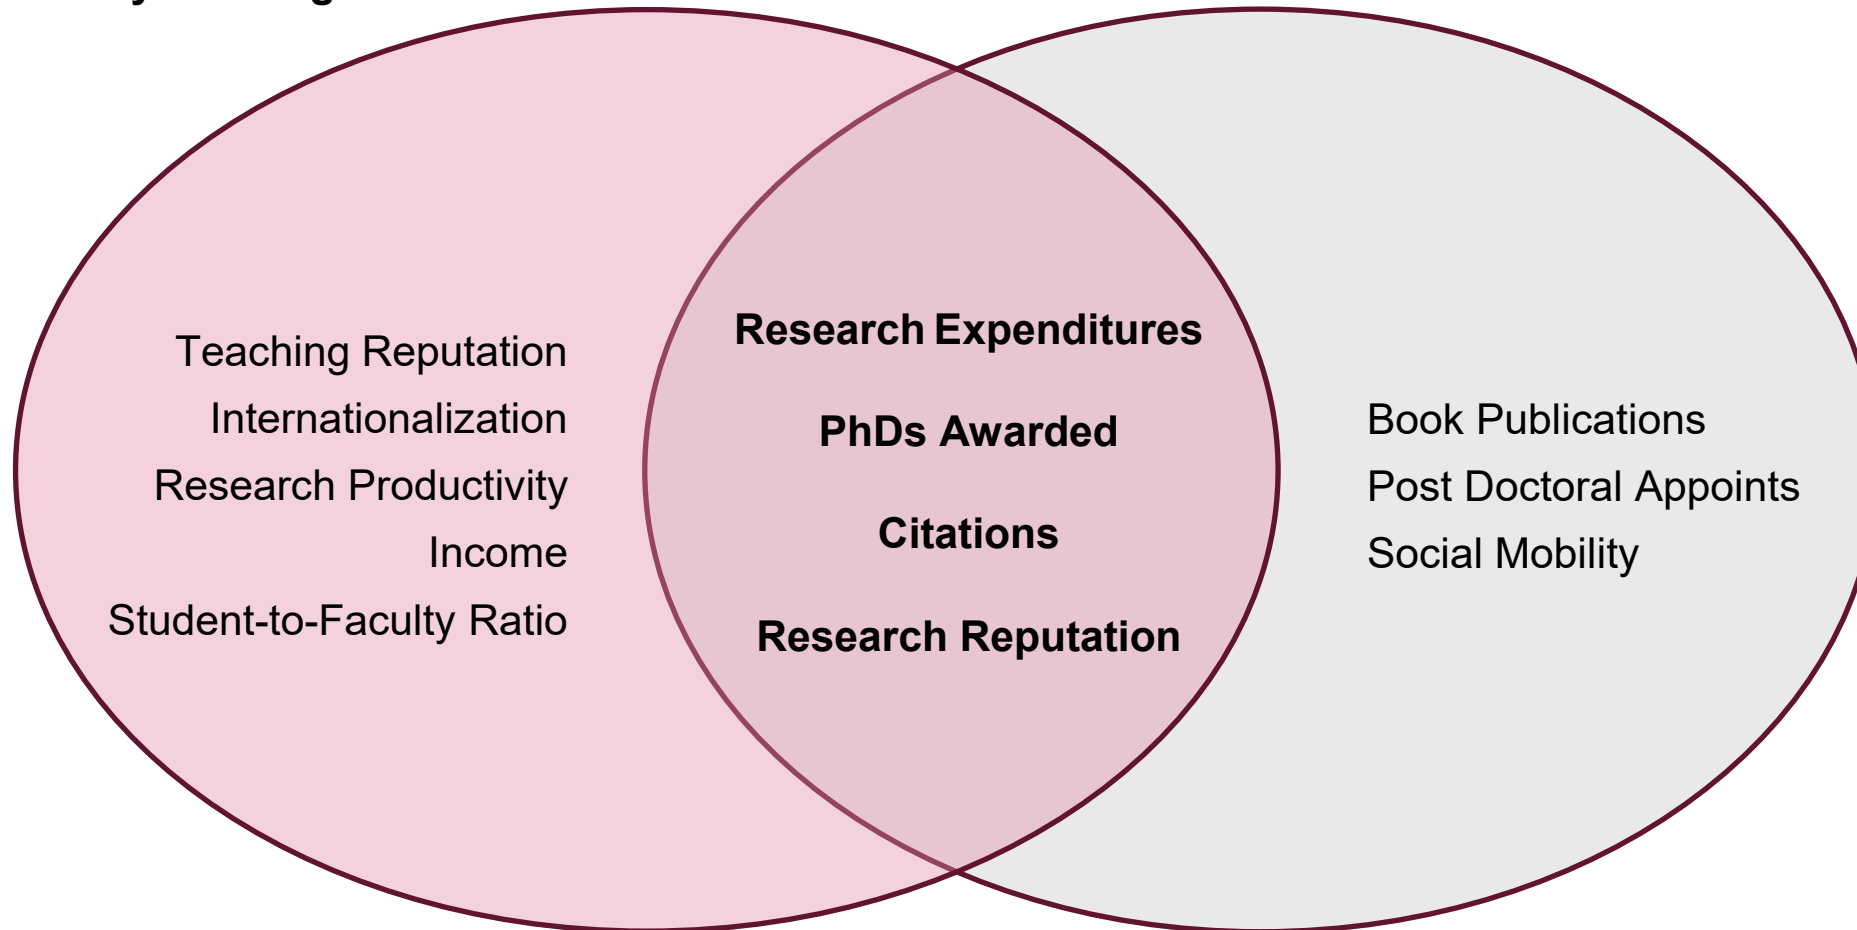 Teaching Reputation
Internationalization
Research Productivity
Income
Student-to-Faculty Ratio
Research Expenditures
PhDs Awarded
Citations
Research Reputation
Book Publications
Post Doctoral Appoints
Social Mobility